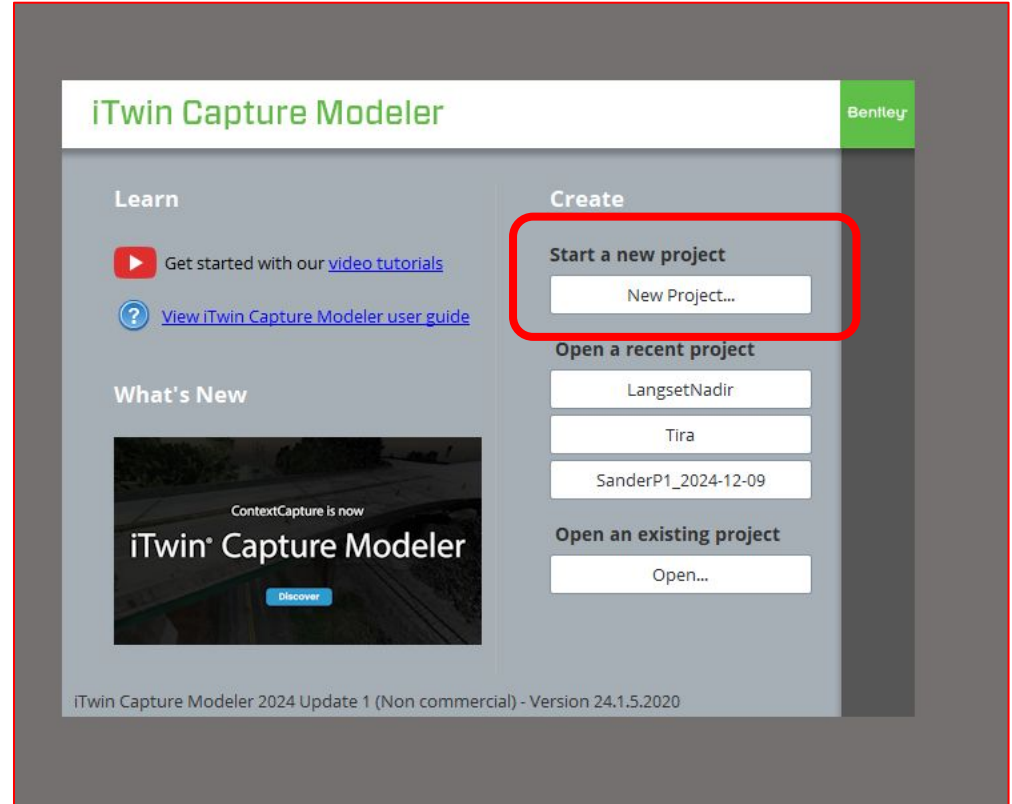 iTwin Capture Modeler
Bentley
Learn
Get started with our video tutorials
View iTwin Capture Modeler user guide
What's New
ContextCapture is now
iTwin® Capture Modeler
Discover
Create
Start a new project
New Project...
Open a recent project
LangsetNadir
Tira
SanderP1_2024-12-09
Open an existing project
Open...
iTwin Capture Modeler 2024 Update 1 (Non commercial) - Version 24.1.5.2020